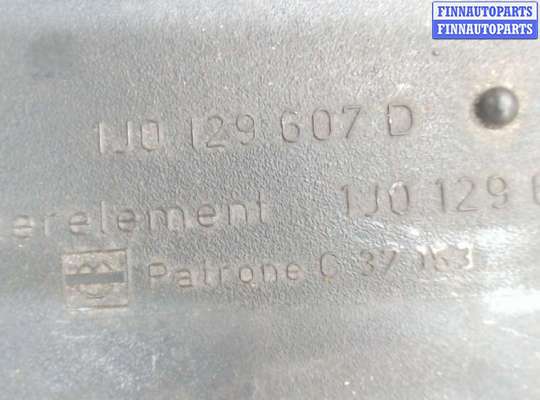 FINNAUTOPARTS
FINNAUTOPARTS
1J0 129 607 D
erelement 1J0 129
Patrone C 37 153